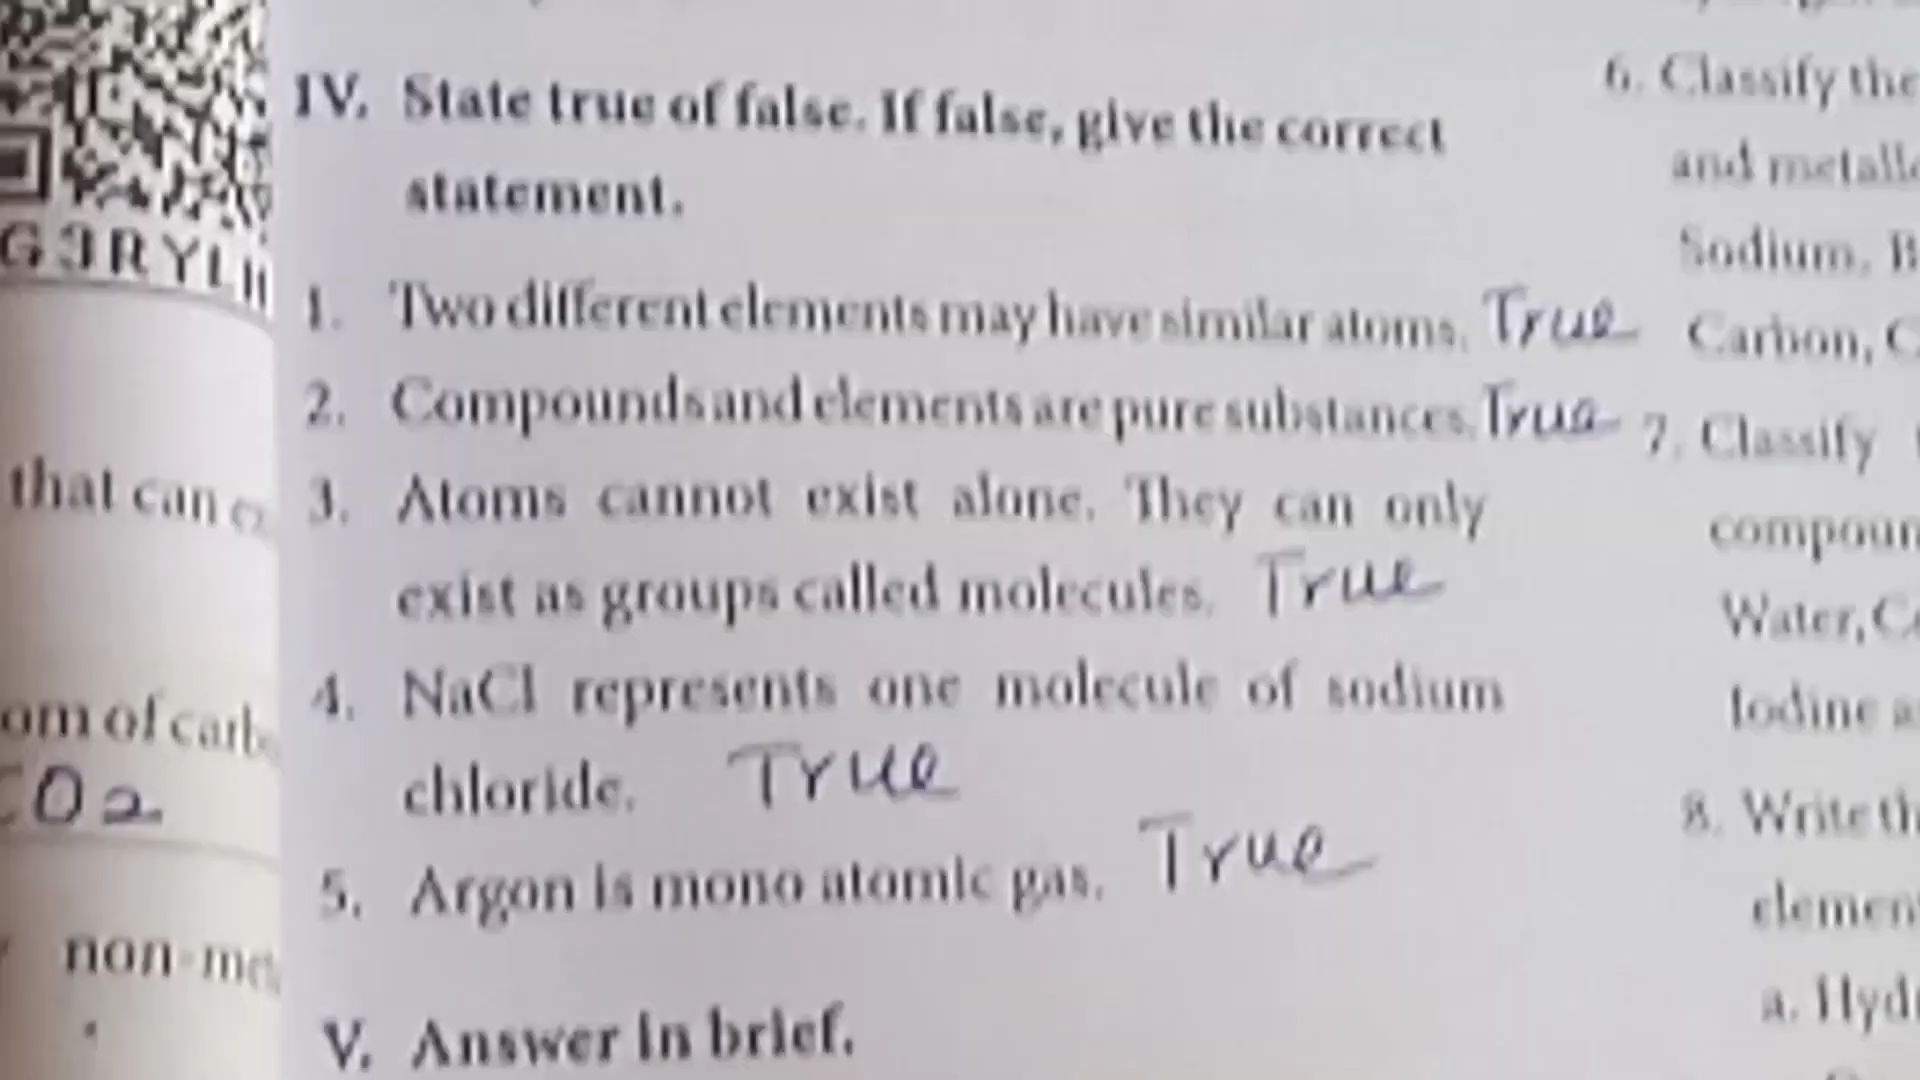 G3RYL
IV. State true of false. If false, give the correct
statement.
1. Two different elements may have similar atoms. True
2. Compounds and elements are pure substances. True
3. Atoms cannot exist alone. They can only
exist as groups called molecules. True
4. NaCl represents one molecule of sodium
chloride. True
5. Argon is mono atomic gas. True
V. Answer in brief.
that can
om of carb
CO2
non-me
6. Classify the
and metall
Sodium, B
Carbon, C
7. Classify
compoun
Water, C
Iodine a
8. Write th
elemen
a. Hyd